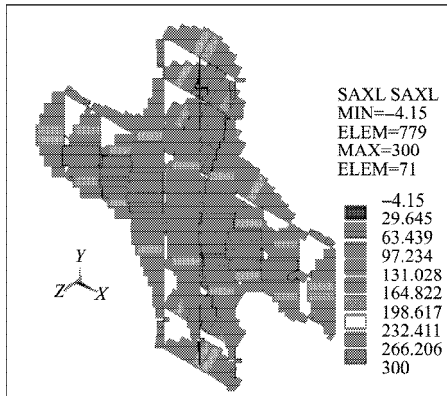 SAXL SAXL
MIN=–4.15
ELEM=779
MAX=300
ELEM=71
–4.15
29.645
63.439
97.234
131.028
164.822
198.617
232.411
266.206
300
Y
Z
X